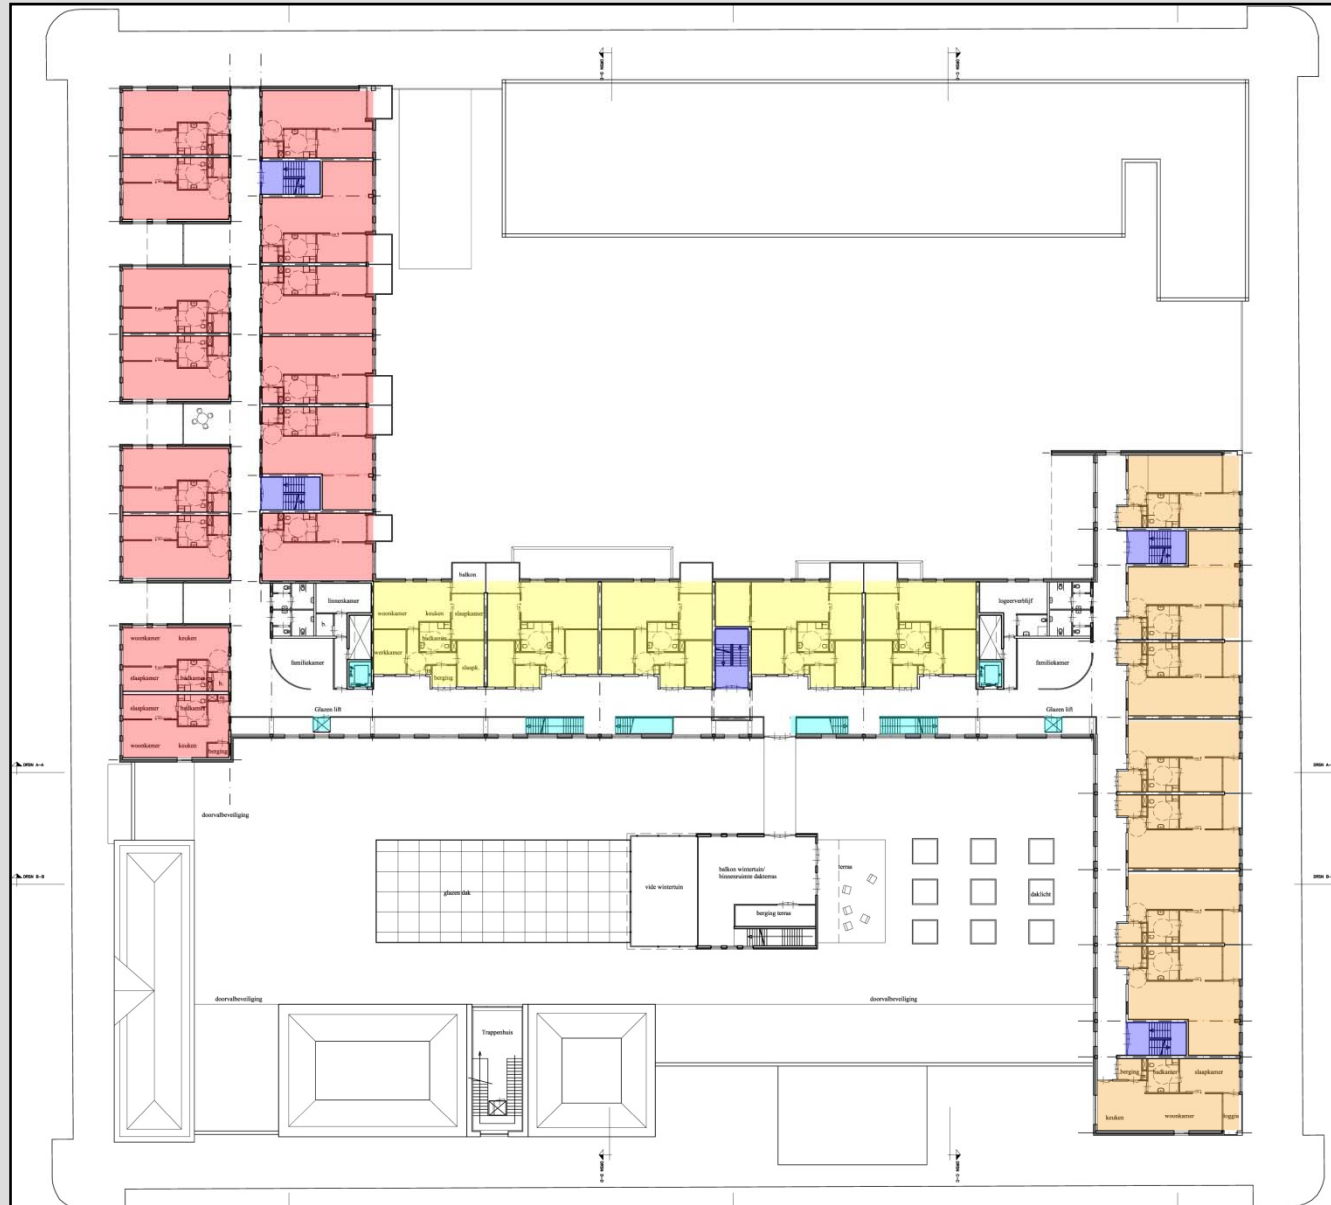 balkon
linnenkamer
woonkamer
keuken
slaapkamer
badkamer
werkkamer
slaapk.
berging
familiekamer
logeerverblijf
familiekamer
woonkamer
keuken
slaapkamer
badkamer
slaapkamer
badkamer
woonkamer
keuken
berging
Glazen lift
Glazen lift
doorvalbeveiliging
glazen dak
vide wintertuin
balkon wintertuin/
binnenruimte dakterras
berging terras
terras
daklicht
doorvalbeveiliging
doorvalbeveiliging
Trappenhuis
berging
badkamer
slaapkamer
keuken
woonkamer
loggia